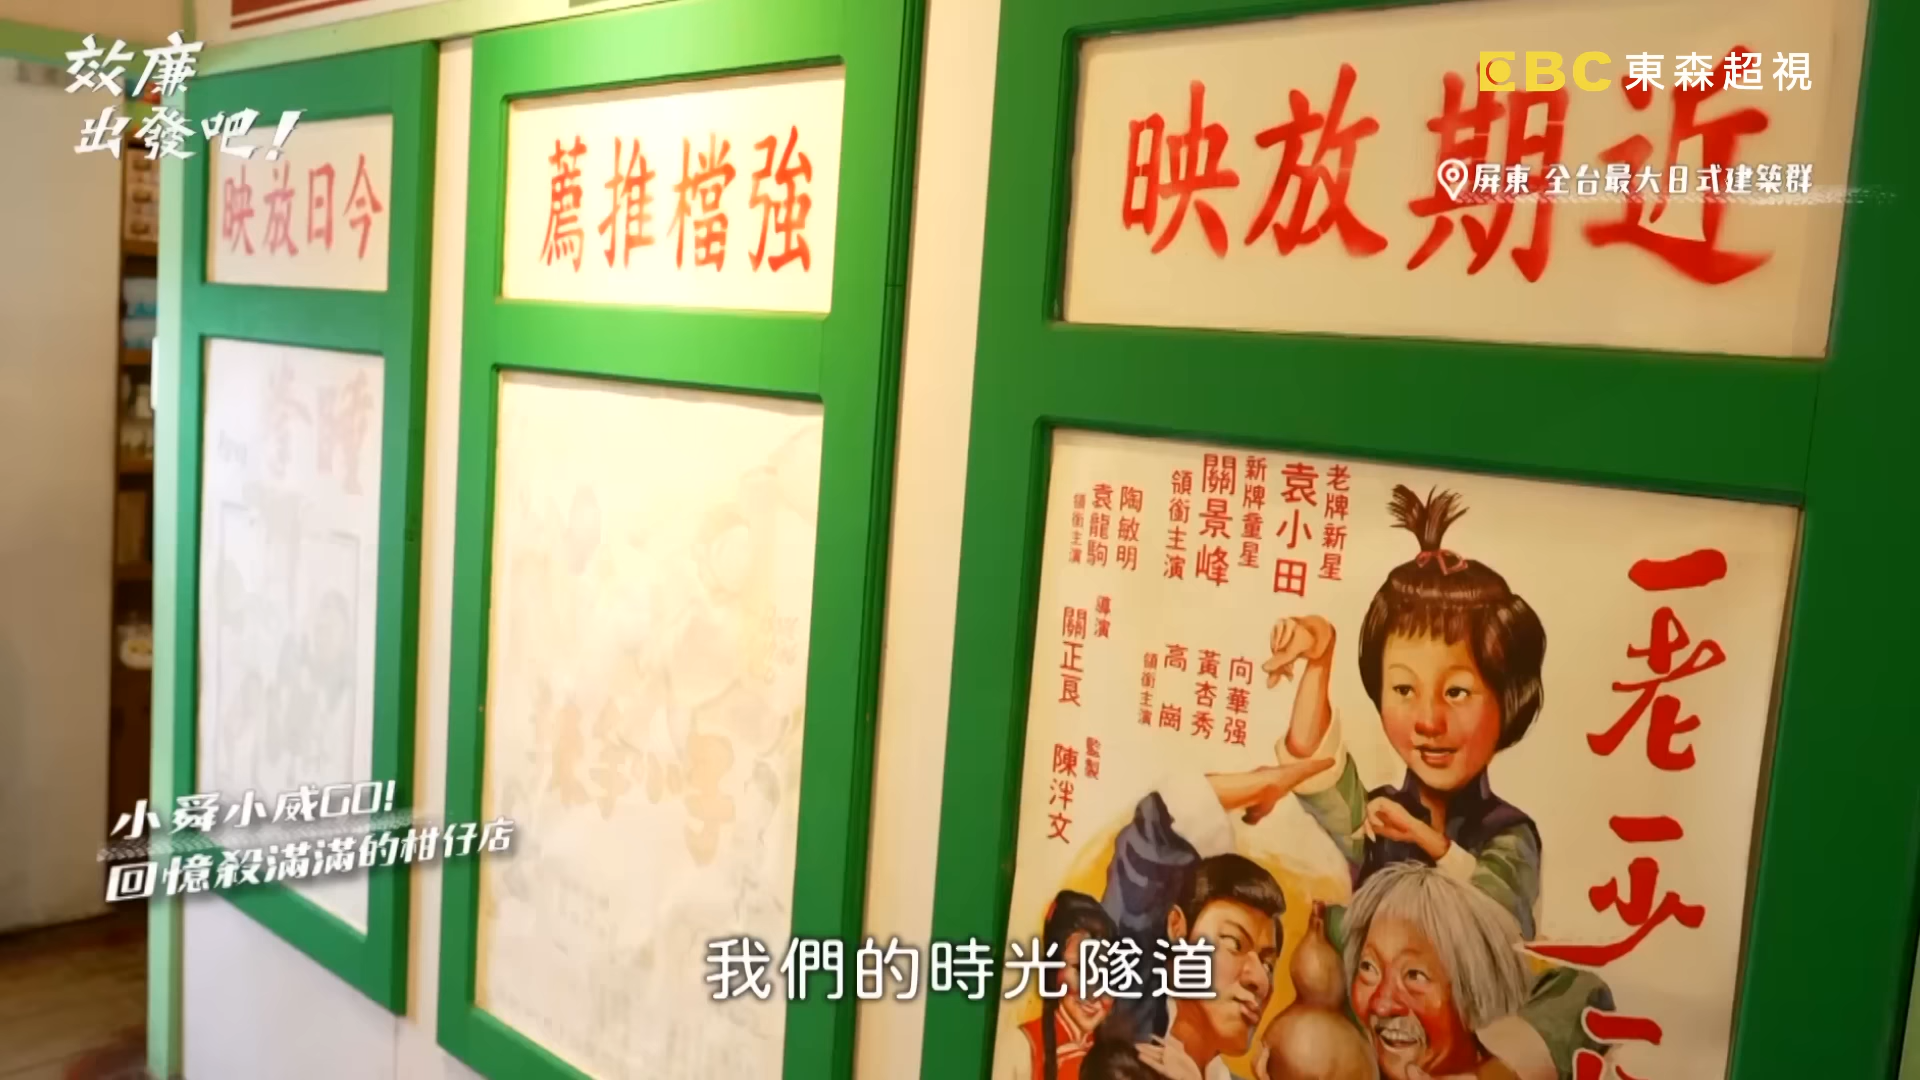 效廉
出發吧!
EBC 東森超視
屏東 全台最大日式建築群
映放日今
薦推檔強
映放期近
老牌新星
袁小田
新牌童星
關景峰
領銜主演
陶敏明
袁龍駒
領銜主演
向華强
黃杏秀
高崗
領銜主演
導演
關正良
監製
陳泮文
一老一少一
小舜小威GO!
回憶殺滿滿的柑仔店
我們的時光隧道